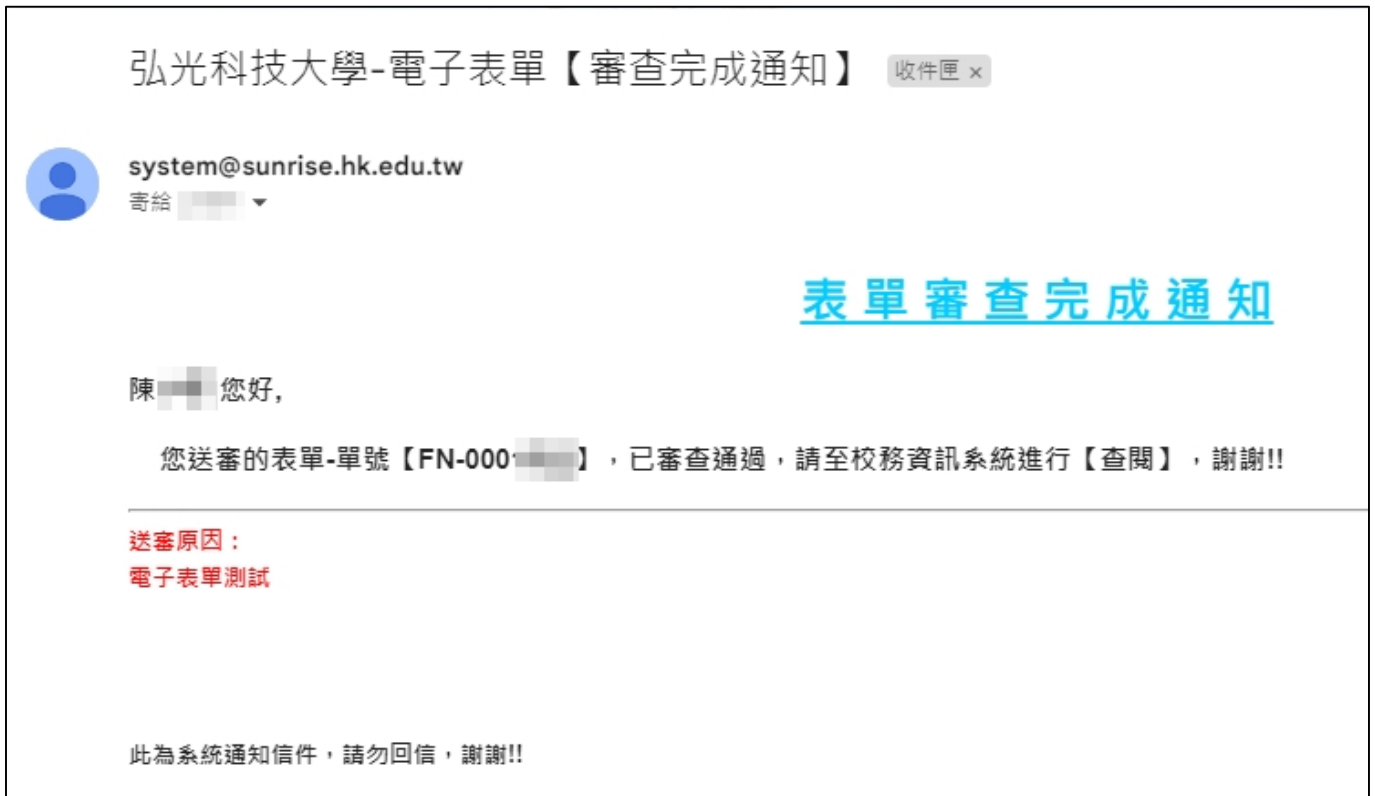 弘光科技大學-電子表單【審查完成通知】 收件匣 ×
system@sunrise.hk.edu.tw
寄給
表單審查完成通知
陳 您好,
您送審的表單-單號【FN-000 】，已審查通過，請至校務資訊系統進行【查閱】，謝謝!!
送審原因：
電子表單測試
此為系統通知信件，請勿回信，謝謝!!